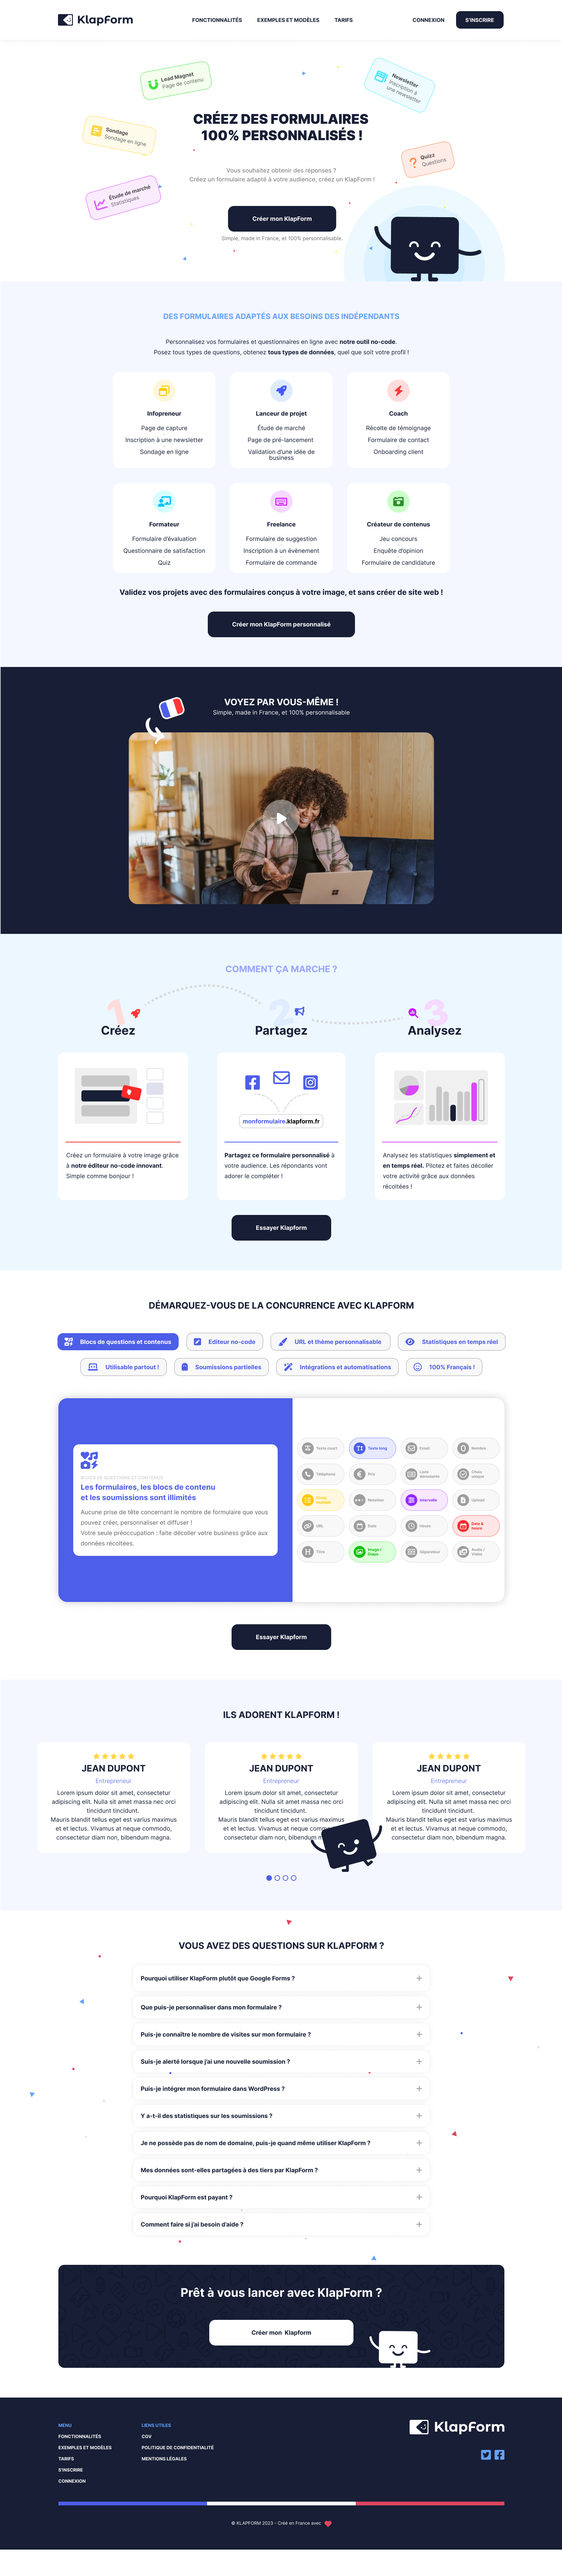 KlapForm
FONCTIONNALITÉS
EXEMPLES ET MODÈLES
TARIFS
CONNEXION
S'INSCRIRE
Lead Magnet
Page de contenu
Newsletter
Inscription à
une newsletter
Sondage
Sondage en ligne
Quizz
Questions
Étude de marché
Statistiques
CRÉEZ DES FORMULAIRES
100% PERSONNALISÉS !
Vous souhaitez obtenir des réponses ?
Créez un formulaire adapté à votre audience, créez un KlapForm !
Créer mon KlapForm
Simple, made in France, et 100% personnalisable.
DES FORMULAIRES ADAPTÉS AUX BESOINS DES INDÉPENDANTS
Personnalisez vos formulaires et questionnaires en ligne avec notre outil no-code.
Posez tous types de questions, obtenez tous types de données, quel que soit votre profil !
Infopreneur
Page de capture
Inscription à une newsletter
Sondage en ligne
Lanceur de projet
Étude de marché
Page de pré-lancement
Validation d'une idée de
business
Coach
Récolte de témoignage
Formulaire de contact
Onboarding client
Formateur
Formulaire d'évaluation
Questionnaire de satisfaction
Quiz
Freelance
Formulaire de suggestion
Inscription à un évènement
Formulaire de commande
Créateur de contenus
Jeu concours
Enquête d'opinion
Formulaire de candidature
Validez vos projets avec des formulaires conçus à votre image, et sans créer de site web !
Créer mon KlapForm personnalisé
VOYEZ PAR VOUS-MÊME !
Simple, made in France, et 100% personnalisable
COMMENT ÇA MARCHE ?
1
Créez
2
Partagez
3
Analysez
monformulaire.klapform.fr
Créez un formulaire à votre image grâce
à notre éditeur no-code innovant.
Simple comme bonjour !
Partagez ce formulaire personnalisé à
votre audience. Les répondants vont
adorer le compléter !
Analysez les statistiques simplement et
en temps réel. Pilotez et faites décoller
votre activité grâce aux données
récoltées !
Essayer Klapform
DÉMARQUEZ-VOUS DE LA CONCURRENCE AVEC KLAPFORM
Blocs de questions et contenus
Editeur no-code
URL et thème personnalisable
Statistiques en temps réel
Utilisable partout !
Soumissions partielles
Intégrations et automatisations
100% Français !
BLOCS DE QUESTIONS ET CONTENUS
Les formulaires, les blocs de contenu
et les soumissions sont illimités
Aucune prise de tête concernant le nombre de formulaire que vous
pouvez créer, personnaliser et diffuser !
Votre seule préoccupation : faite décoller votre business grâce aux
données récoltées.
Texte court
Texte long
Email
Nombre
Téléphone
Prix
Liste
déroulante
Choix
unique
Choix
multiple
Notation
Intervalle
Upload
URL
Date
Heure
Date &
heure
Titre
Image /
Diapo
Séparateur
Audio /
Vidéo
Essayer Klapform
ILS ADORENT KLAPFORM !
JEAN DUPONT
Entrepreneur
Lorem ipsum dolor sit amet, consectetur
adipiscing elit. Nulla sit amet massa nec orci
tincidunt tincidunt.
Mauris blandit tellus eget est varius maximus
et et lectus. Vivamus at neque commodo,
consectetur diam non, bibendum magna.
JEAN DUPONT
Entrepreneur
Lorem ipsum dolor sit amet, consectetur
adipiscing elit. Nulla sit amet massa nec orci
tincidunt tincidunt.
Mauris blandit tellus eget est varius maximus
et et lectus. Vivamus at neque commodo,
consectetur diam non, bibendum
JEAN DUPONT
Entrepreneur
Lorem ipsum dolor sit amet, consectetur
adipiscing elit. Nulla sit amet massa nec orci
tincidunt tincidunt.
Mauris blandit tellus eget est varius maximus
et et lectus. Vivamus at neque commodo,
consectetur diam non, bibendum magna.
VOUS AVEZ DES QUESTIONS SUR KLAPFORM ?
Pourquoi utiliser KlapForm plutôt que Google Forms ?
Que puis-je personnaliser dans mon formulaire ?
Puis-je connaître le nombre de visites sur mon formulaire ?
Suis-je alerté lorsque j'ai une nouvelle soumission ?
Puis-je intégrer mon formulaire dans WordPress ?
Y a-t-il des statistiques sur les soumissions ?
Je ne possède pas de nom de domaine, puis-je quand même utiliser KlapForm ?
Mes données sont-elles partagées à des tiers par KlapForm ?
Pourquoi KlapForm est payant ?
Comment faire si j'ai besoin d'aide ?
Prêt à vous lancer avec KlapForm ?
Créer mon Klapform
MENU
FONCTIONNALITÉS
EXEMPLES ET MODÈLES
TARIFS
S'INSCRIRE
CONNEXION
LIENS UTILES
CGV
POLITIQUE DE CONFIDENTIALITÉ
MENTIONS LÉGALES
KlapForm
© KLAPFORM 2023 - Créé en France avec